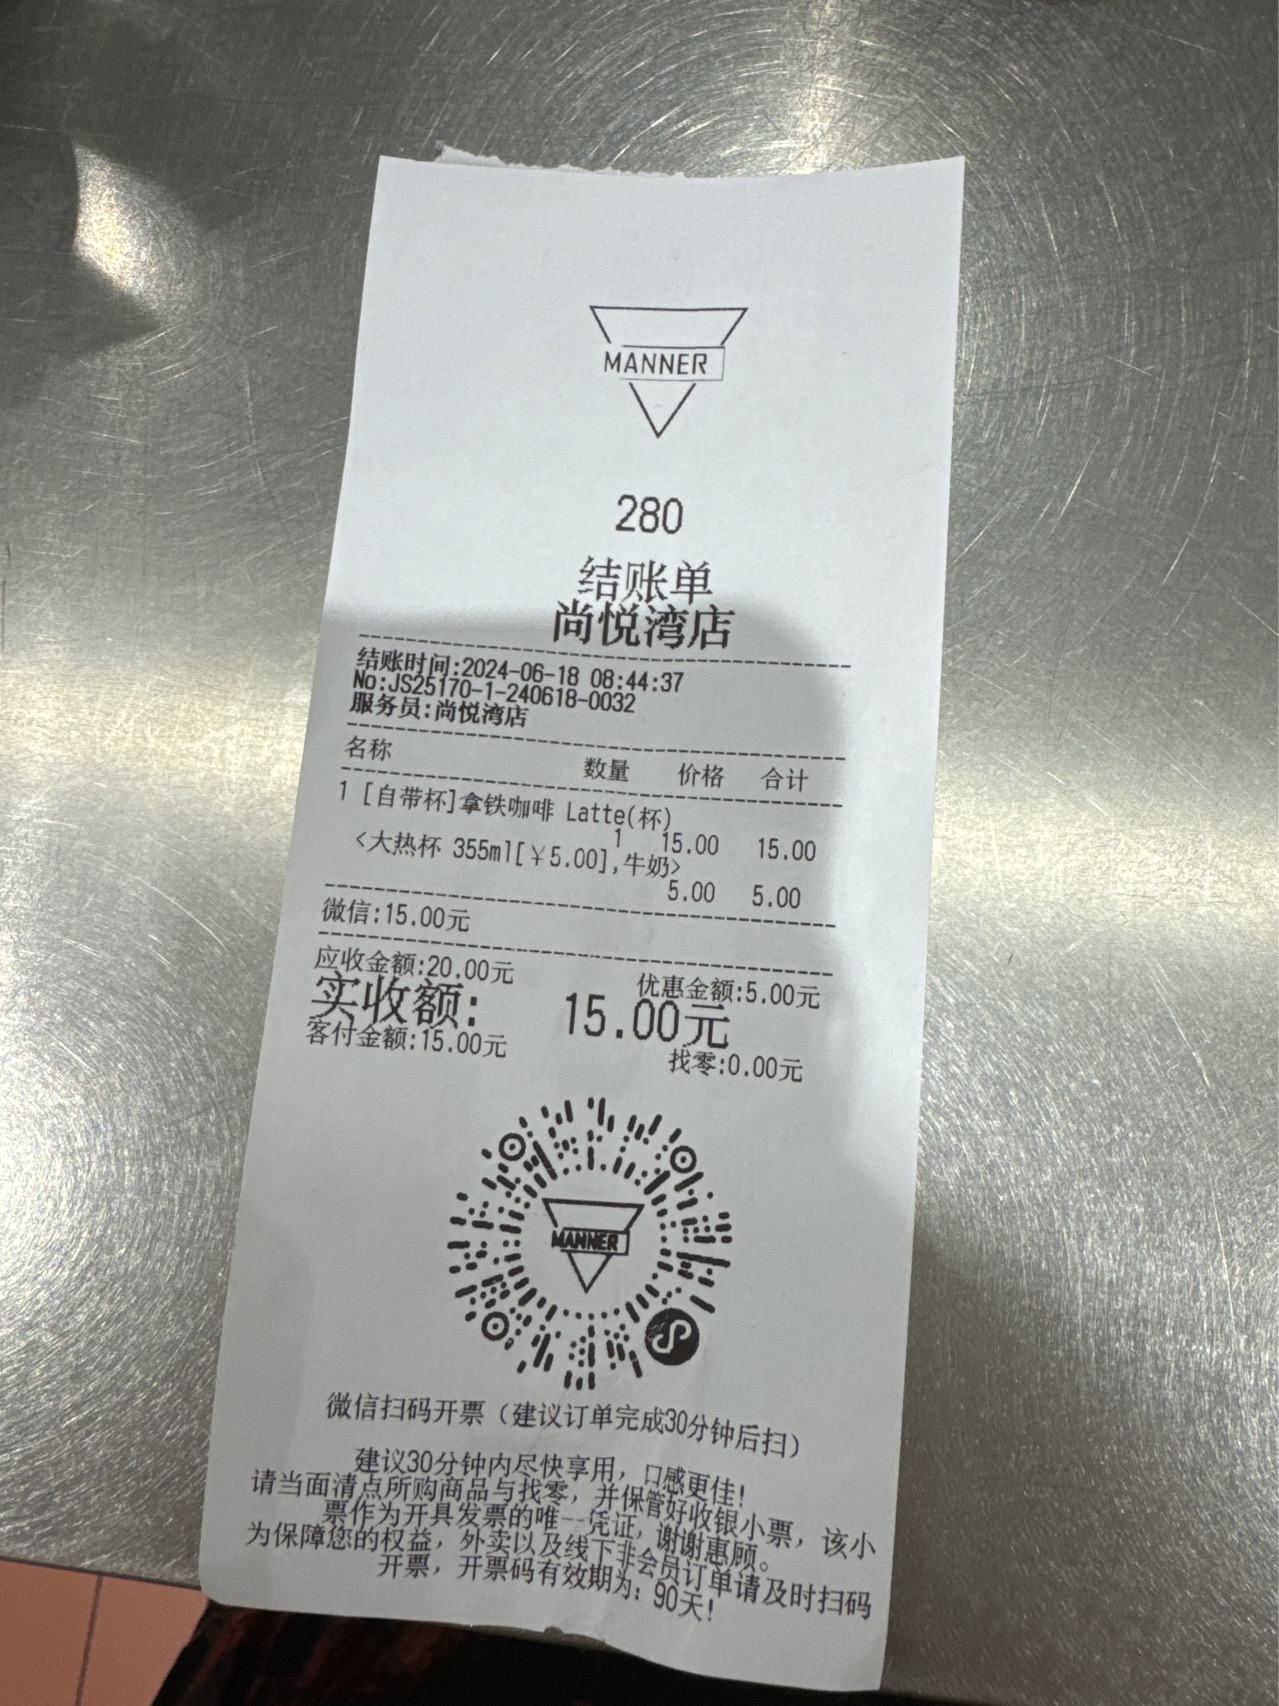 MANNER
280
结账单
尚悦湾店
结账时间:2024-06-18 08:44:37
No:JS25170-1-240618-0032
服务员:尚悦湾店
名称 数量 价格 合计
1 [自带杯]拿铁咖啡 Latte(杯)
1 15.00 15.00
<大热杯 355ml[￥5.00],牛奶>
5.00 5.00
微信:15.00元
应收金额:20.00元 优惠金额:5.00元
实收额: 15.00元
客付金额:15.00元 找零:0.00元
MANNER
微信扫码开票（建议订单完成30分钟后扫）
建议30分钟内尽快享用，口感更佳！
请当面清点所购商品与找零，并保管好收银小票，该小
票作为开具发票的唯一凭证，谢谢惠顾。
为保障您的权益，外卖以及线下非会员订单请及时扫码
开票，开票码有效期为：90天！